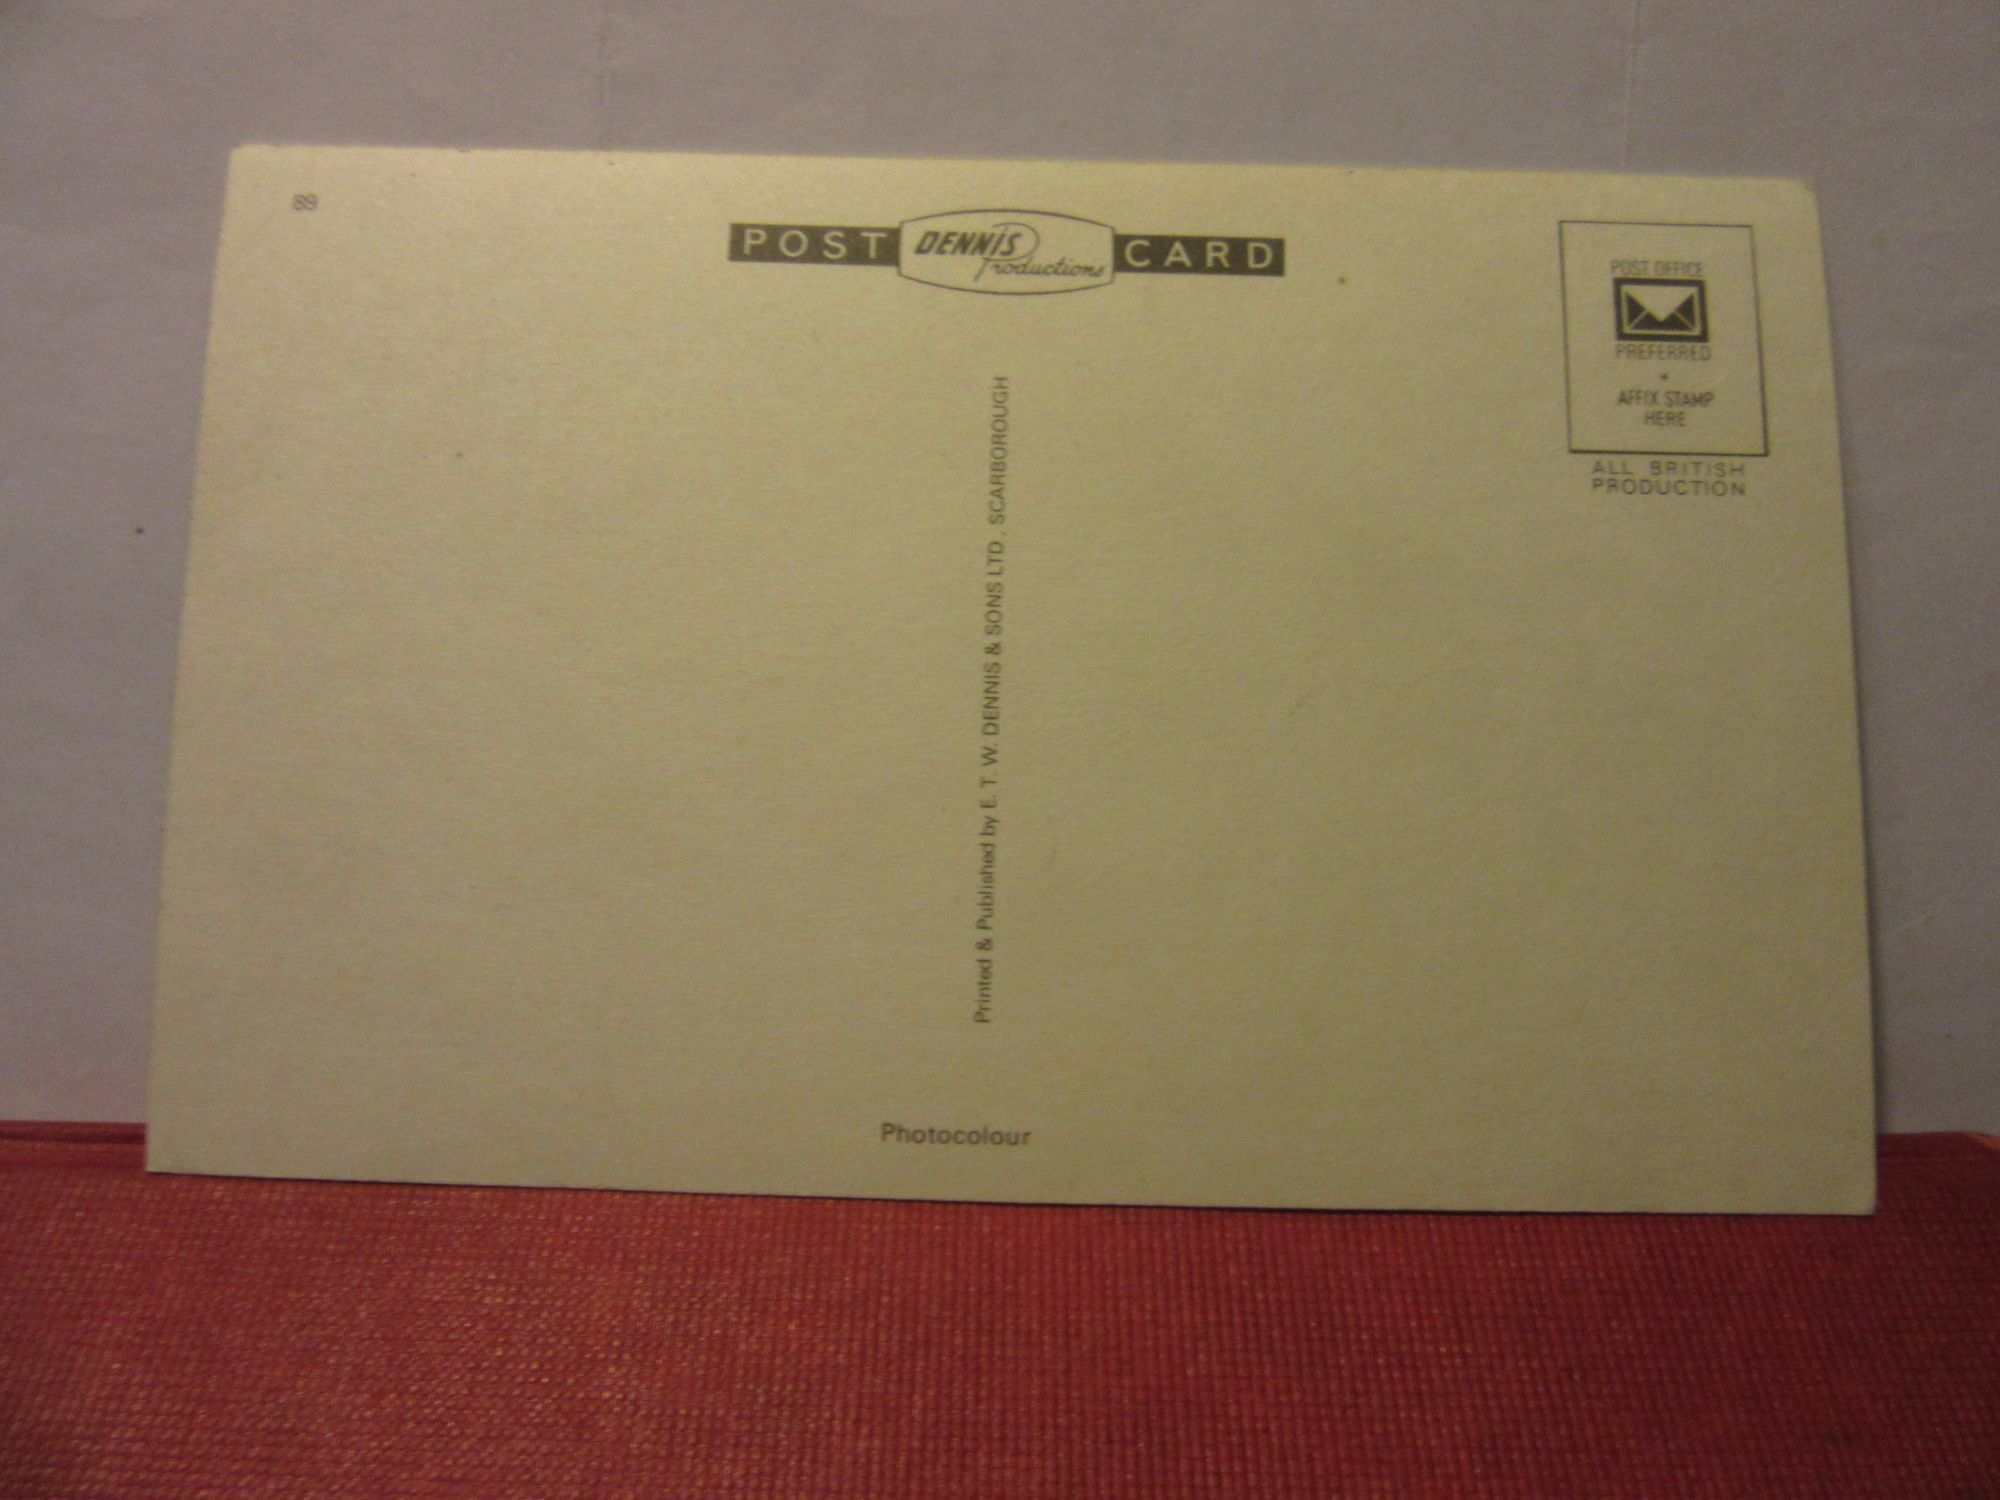 89
POST DENNIS Productions CARD
POST OFFICE
PREFERRED
AFFIX STAMP
HERE
ALL BRITISH
PRODUCTION
Printed & Published by E. T. W. DENNIS & SONS LTD., SCARBOROUGH
Photocolour